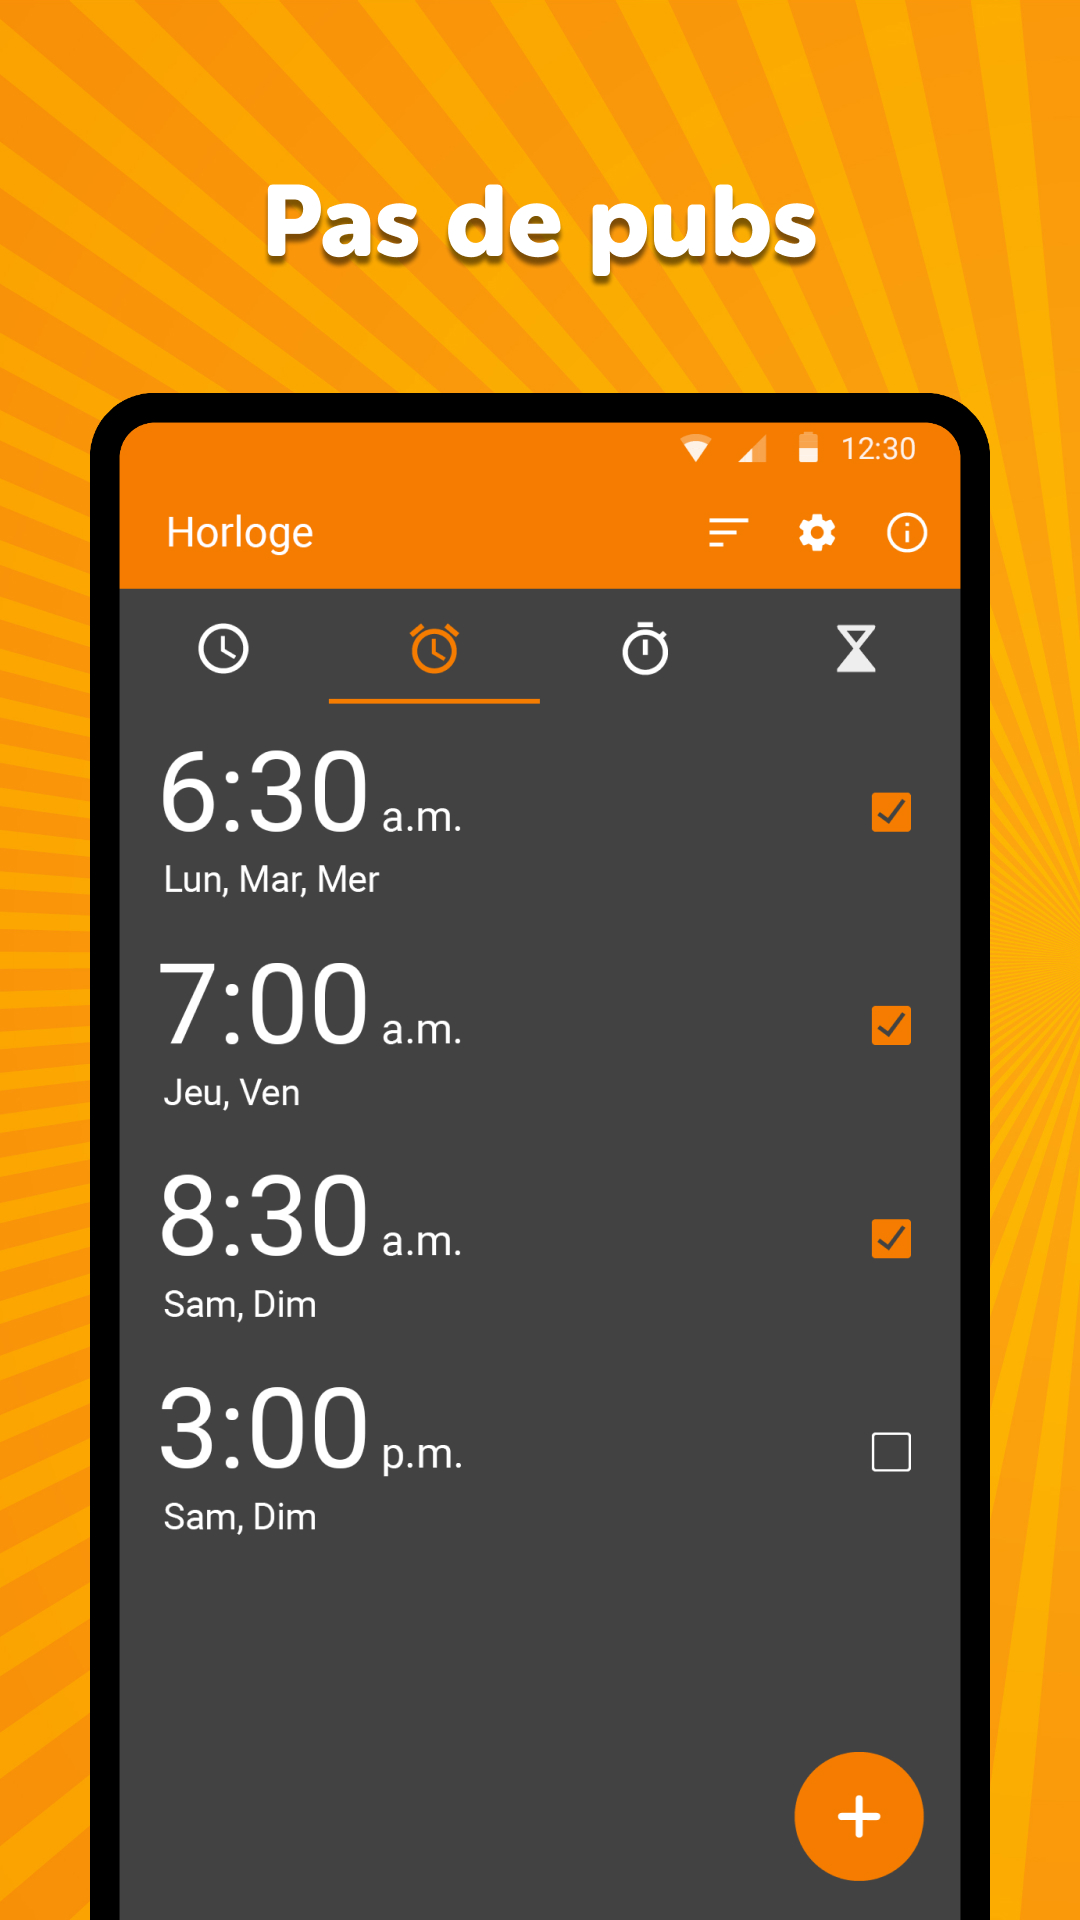 Pas de pubs
12:30
Horloge
6:30 a.m.
Lun, Mar, Mer
7:00 a.m.
Jeu, Ven
8:30 a.m.
Sam, Dim
3:00 p.m.
Sam, Dim